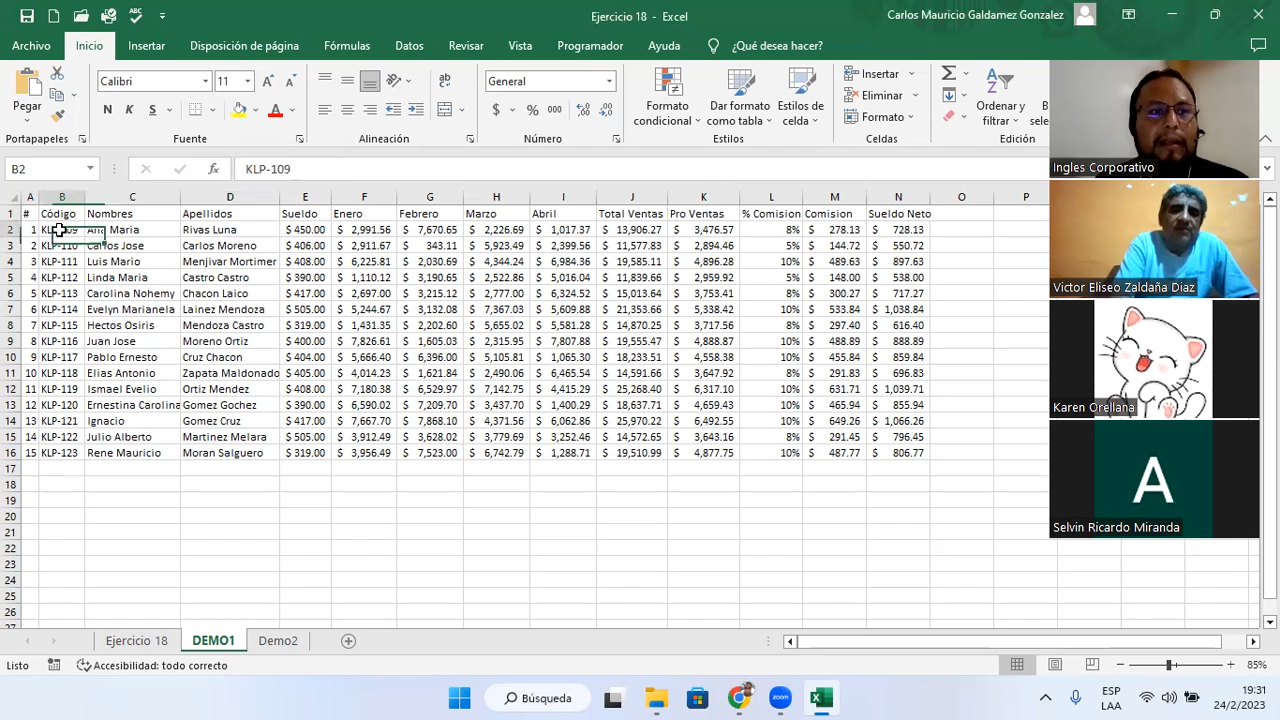 Ejercicio 18 - Excel
Carlos Mauricio Galdamez Gonzalez
Archivo Inicio Insertar Disposición de página Fórmulas Datos Revisar Vista Programador Ayuda ¿Qué desea hacer?
Pegar
Calibri 11
N K S
General
$ % 000
Formato condicional
Dar formato como tabla
Estilos de celda
Insertar
Eliminar
Formato
Ordenar y filtrar
Portapapeles Fuente Alineación Número Estilos Celdas Edición
B2 fx KLP-109
A B C D E F G H I J K L M N O P
1 # Código Nombres Apellidos Sueldo Enero Febrero Marzo Abril Total Ventas Pro Ventas % Comision Comision Sueldo Neto
2 1 Maria Rivas Luna $ 450.00 $ 2,991.56 $ 7,670.65 $ 2,226.69 $ 1,017.37 $ 13,906.27 $ 3,476.57 8% $ 278.13 $ 728.13
3 2 KLP-110 Carlos Jose Carlos Moreno $ 406.00 $ 2,911.67 $ 343.11 $ 5,923.49 $ 2,399.56 $ 11,577.83 $ 2,894.46 5% $ 144.72 $ 550.72
4 3 KLP-111 Luis Mario Menjivar Mortimer $ 408.00 $ 6,225.81 $ 2,030.69 $ 4,344.24 $ 6,984.36 $ 19,585.11 $ 4,896.28 10% $ 489.63 $ 897.63
5 4 KLP-112 Linda Maria Castro Castro $ 390.00 $ 1,110.12 $ 3,190.65 $ 2,522.86 $ 5,016.04 $ 11,839.66 $ 2,959.92 5% $ 148.00 $ 538.00
6 5 KLP-113 Carolina Nohemy Chacon Laico $ 417.00 $ 2,697.00 $ 3,215.12 $ 2,777.00 $ 6,324.52 $ 15,013.64 $ 3,753.41 8% $ 300.27 $ 717.27
7 6 KLP-114 Evelyn Marianela Lainez Mendoza $ 505.00 $ 5,244.67 $ 3,132.08 $ 7,367.03 $ 5,609.88 $ 21,353.66 $ 5,338.42 10% $ 533.84 $ 1,038.84
8 7 KLP-115 Hectos Osiris Mendoza Castro $ 319.00 $ 1,431.35 $ 2,202.60 $ 5,655.02 $ 5,581.28 $ 14,870.25 $ 3,717.56 8% $ 297.40 $ 616.40
9 8 KLP-116 Juan Jose Moreno Ortiz $ 400.00 $ 7,826.61 $ 1,605.03 $ 2,315.95 $ 7,807.88 $ 19,555.47 $ 4,888.87 10% $ 488.89 $ 888.89
10 9 KLP-117 Pablo Ernesto Cruz Chacon $ 404.00 $ 5,666.40 $ 6,396.00 $ 5,105.81 $ 1,065.30 $ 18,233.51 $ 4,558.38 10% $ 455.84 $ 859.84
11 10 KLP-118 Elias Antonio Zapata Maldonado $ 405.00 $ 4,014.23 $ 1,621.84 $ 2,490.06 $ 6,465.54 $ 14,591.66 $ 3,647.92 8% $ 291.83 $ 696.83
12 11 KLP-119 Ismael Evelio Ortiz Mendez $ 408.00 $ 7,180.38 $ 6,529.97 $ 7,142.75 $ 4,415.29 $ 25,268.40 $ 6,317.10 10% $ 631.71 $ 1,039.71
13 12 KLP-120 Ernestina Carolina Gomez Gochez $ 390.00 $ 6,590.02 $ 7,209.70 $ 3,437.70 $ 1,400.29 $ 18,637.71 $ 4,659.43 10% $ 465.94 $ 855.94
14 13 KLP-121 Ignacio Gomez Cruz $ 417.00 $ 7,667.70 $ 7,868.10 $ 4,371.56 $ 6,062.86 $ 25,970.22 $ 6,492.55 10% $ 649.26 $ 1,066.26
15 14 KLP-122 Julio Alberto Martinez Melara $ 505.00 $ 3,912.49 $ 3,628.02 $ 3,779.69 $ 3,252.46 $ 14,572.65 $ 3,643.16 8% $ 291.45 $ 796.45
16 15 KLP-123 Rene Mauricio Moran Salguero $ 319.00 $ 3,956.49 $ 7,523.00 $ 6,742.79 $ 1,288.71 $ 19,510.99 $ 4,877.75 10% $ 487.77 $ 806.77
17
18
19
20
21
22
23
24
25
26
27
Ingles Corporativo
Victor Eliseo Zaldaña Diaz
Karen Orellana
A
Selvin Ricardo Miranda
Ejercicio 18 DEMO1 Demo2
Listo Accesibilidad: todo correcto 85%
Búsqueda
zoom
ESP
LAA
19:31
24/2/2023